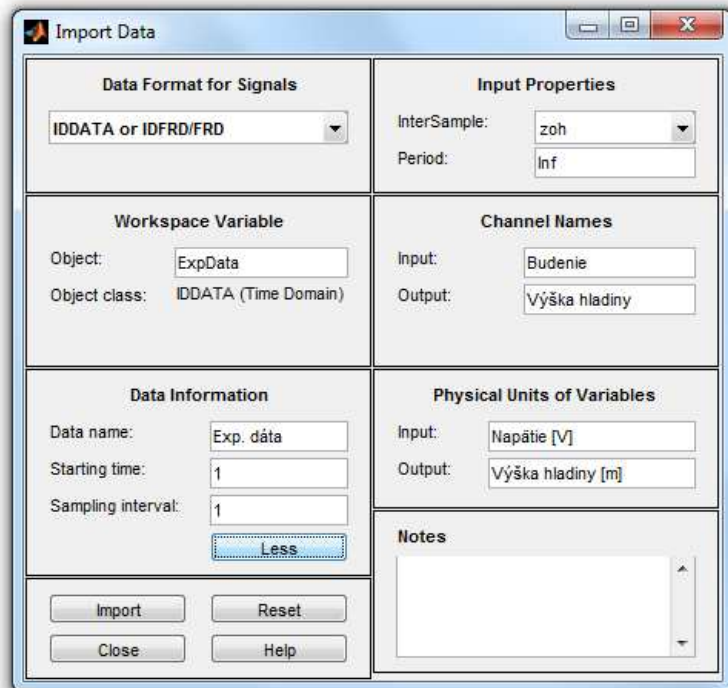 Import Data
Data Format for Signals
IDDATA or IDFRD/FRD
Input Properties
InterSample: zoh
Period: Inf
Workspace Variable
Object: ExpData
Object class: IDDATA (Time Domain)
Channel Names
Input: Budenie
Output: Výška hladiny
Data Information
Data name: Exp. dáta
Starting time: 1
Sampling interval: 1
Less
Physical Units of Variables
Input: Napätie [V]
Output: Výška hladiny [m]
Notes
Import Reset
Close Help